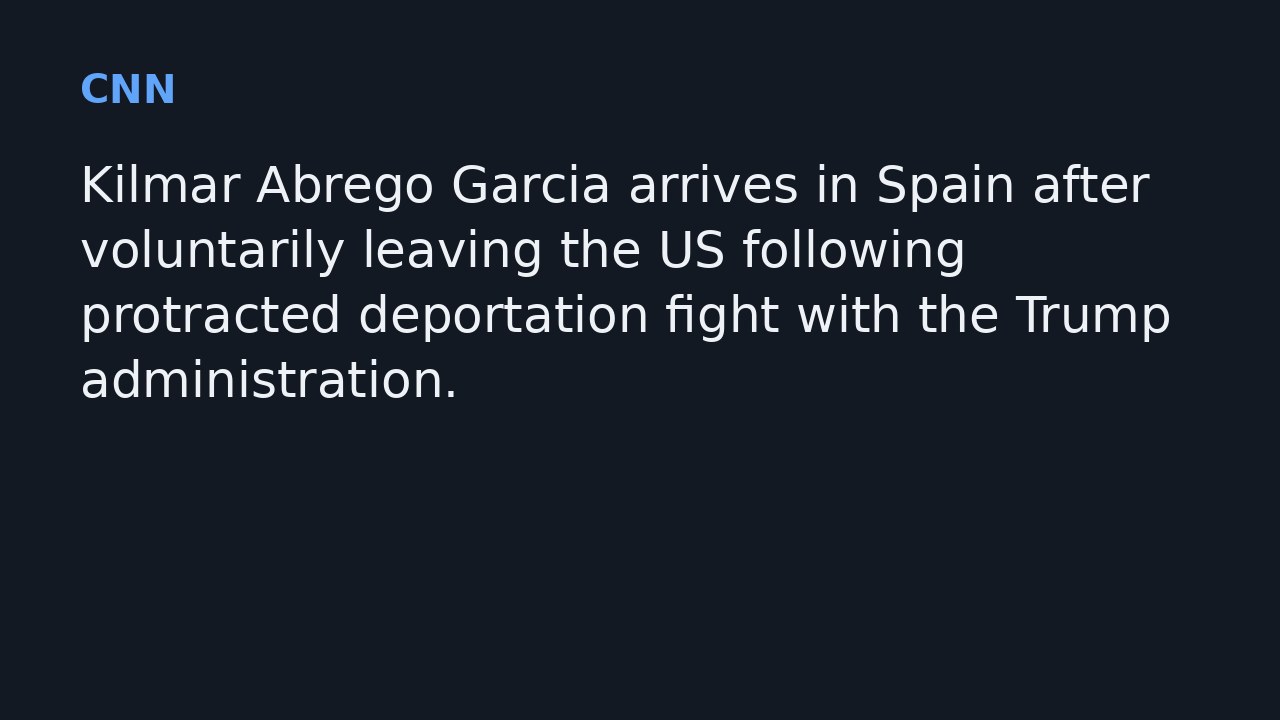 CNN
Kilmar Abrego Garcia arrives in Spain after
voluntarily leaving the US following
protracted deportation fight with the Trump
administration.